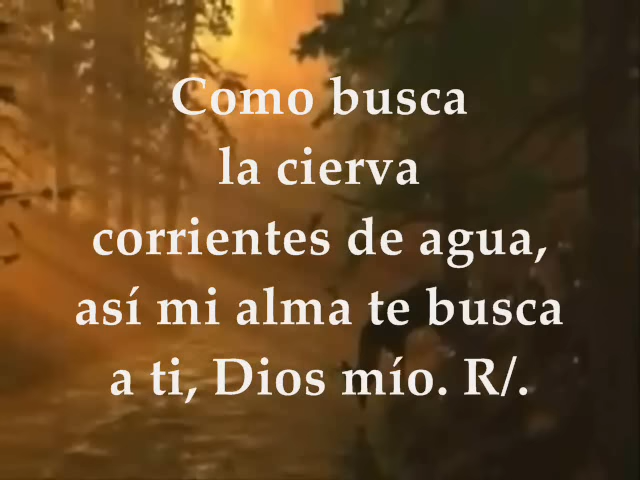 Como busca
la cierva
corrientes de agua,
así mi alma te busca
a ti, Dios mío. R/.